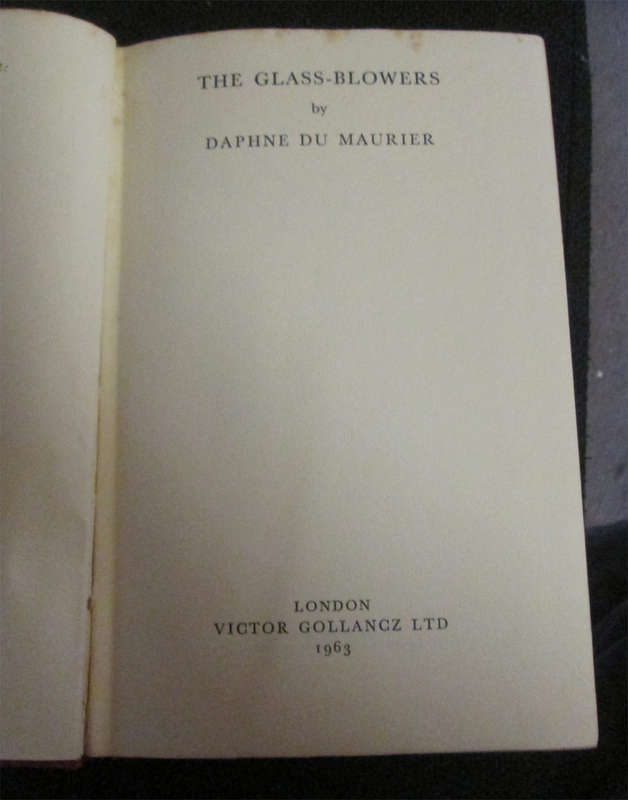 THE GLASS-BLOWERS
by
DAPHNE DU MAURIER
LONDON
VICTOR GOLLANCZ LTD
1963